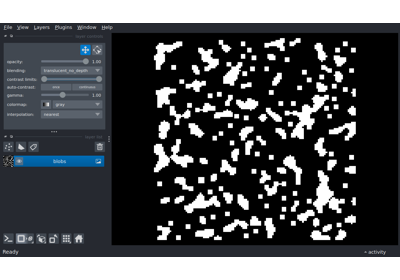 File View Layers Plugins Window Help
opacity: 1.00
blending: translucent_no_depth
contrast limits:
auto-contrast: once continuous
gamma: 1.00
colormap: gray
interpolation: nearest
blobs
Ready
activity